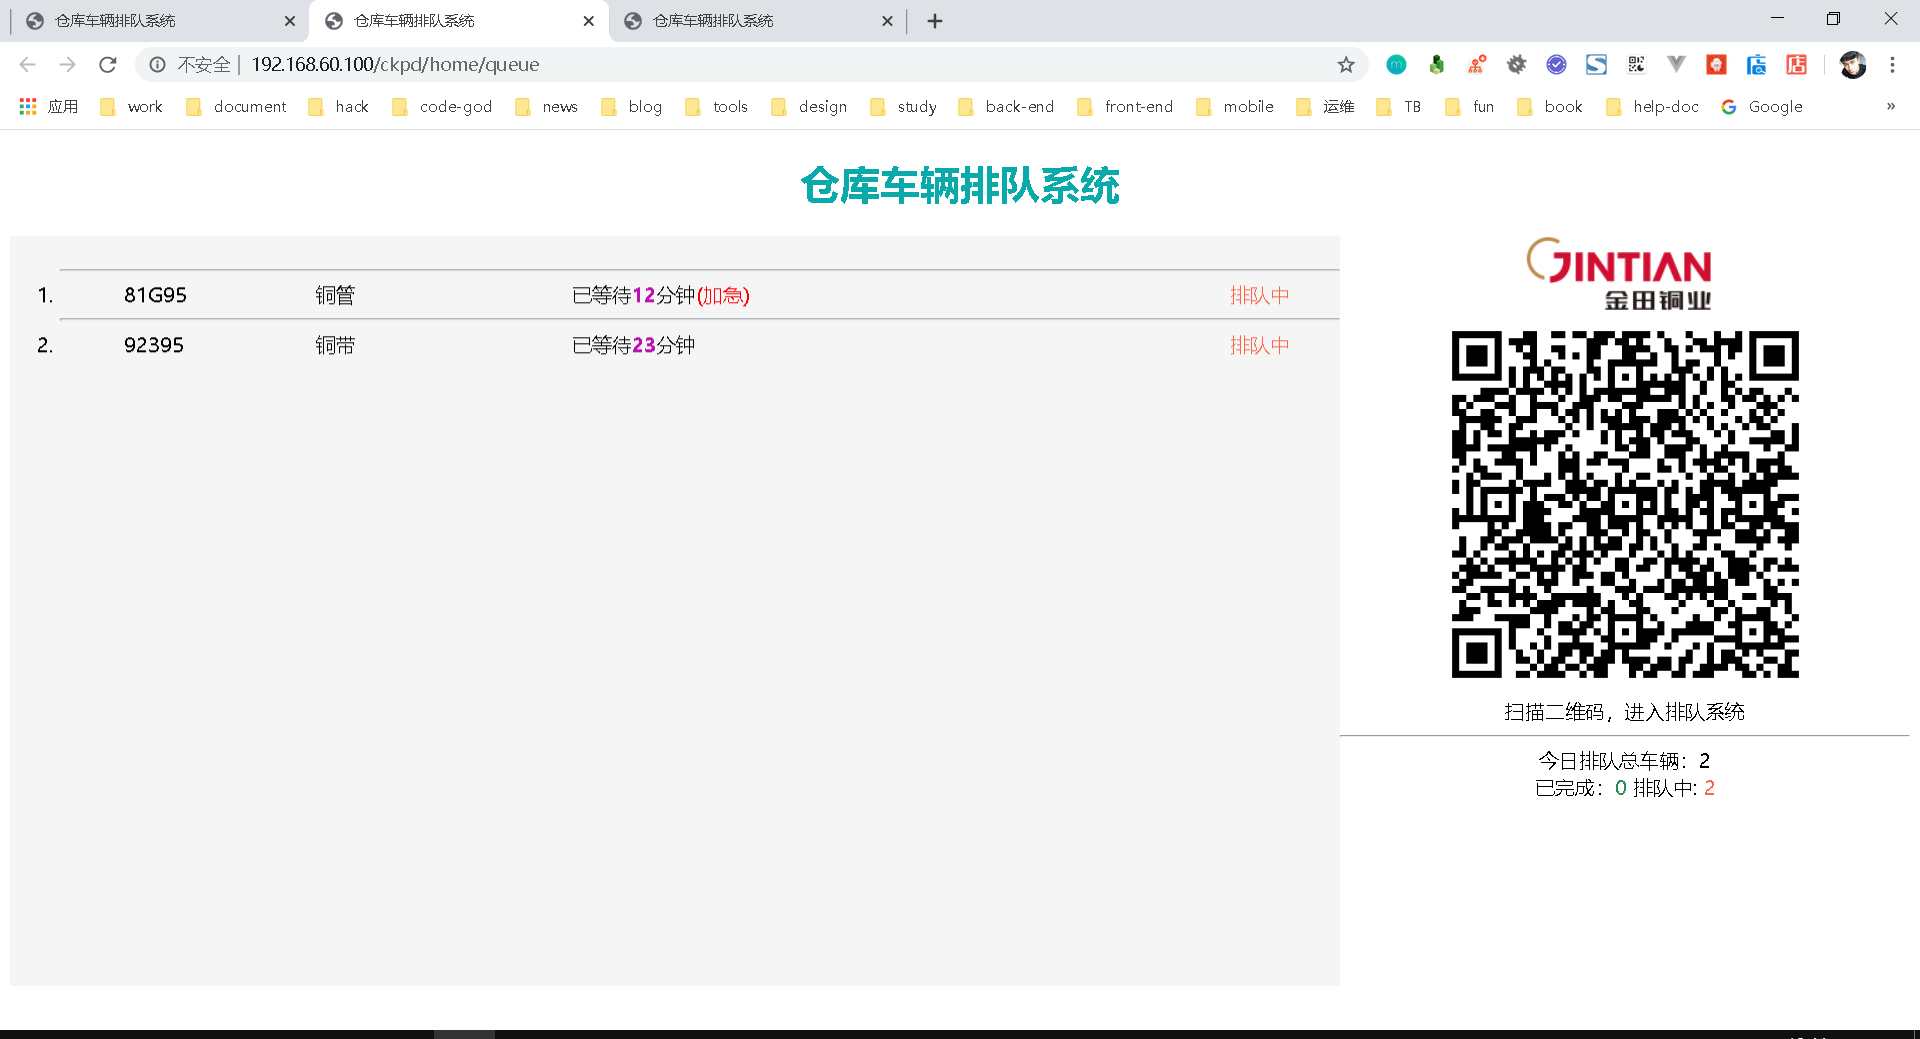 仓库车辆排队系统
仓库车辆排队系统
仓库车辆排队系统
不安全 | 192.168.60.100/ckpd/home/queue
应用 work document hack code-god news blog tools design study back-end front-end mobile 运维 TB fun book help-doc Google »
仓库车辆排队系统
1. 81G95 铜管 已等待12分钟(加急) 排队中
2. 92395 铜带 已等待23分钟 排队中
JINTIAN
金田铜业
扫描二维码，进入排队系统
今日排队总车辆：2
已完成：0 排队中: 2